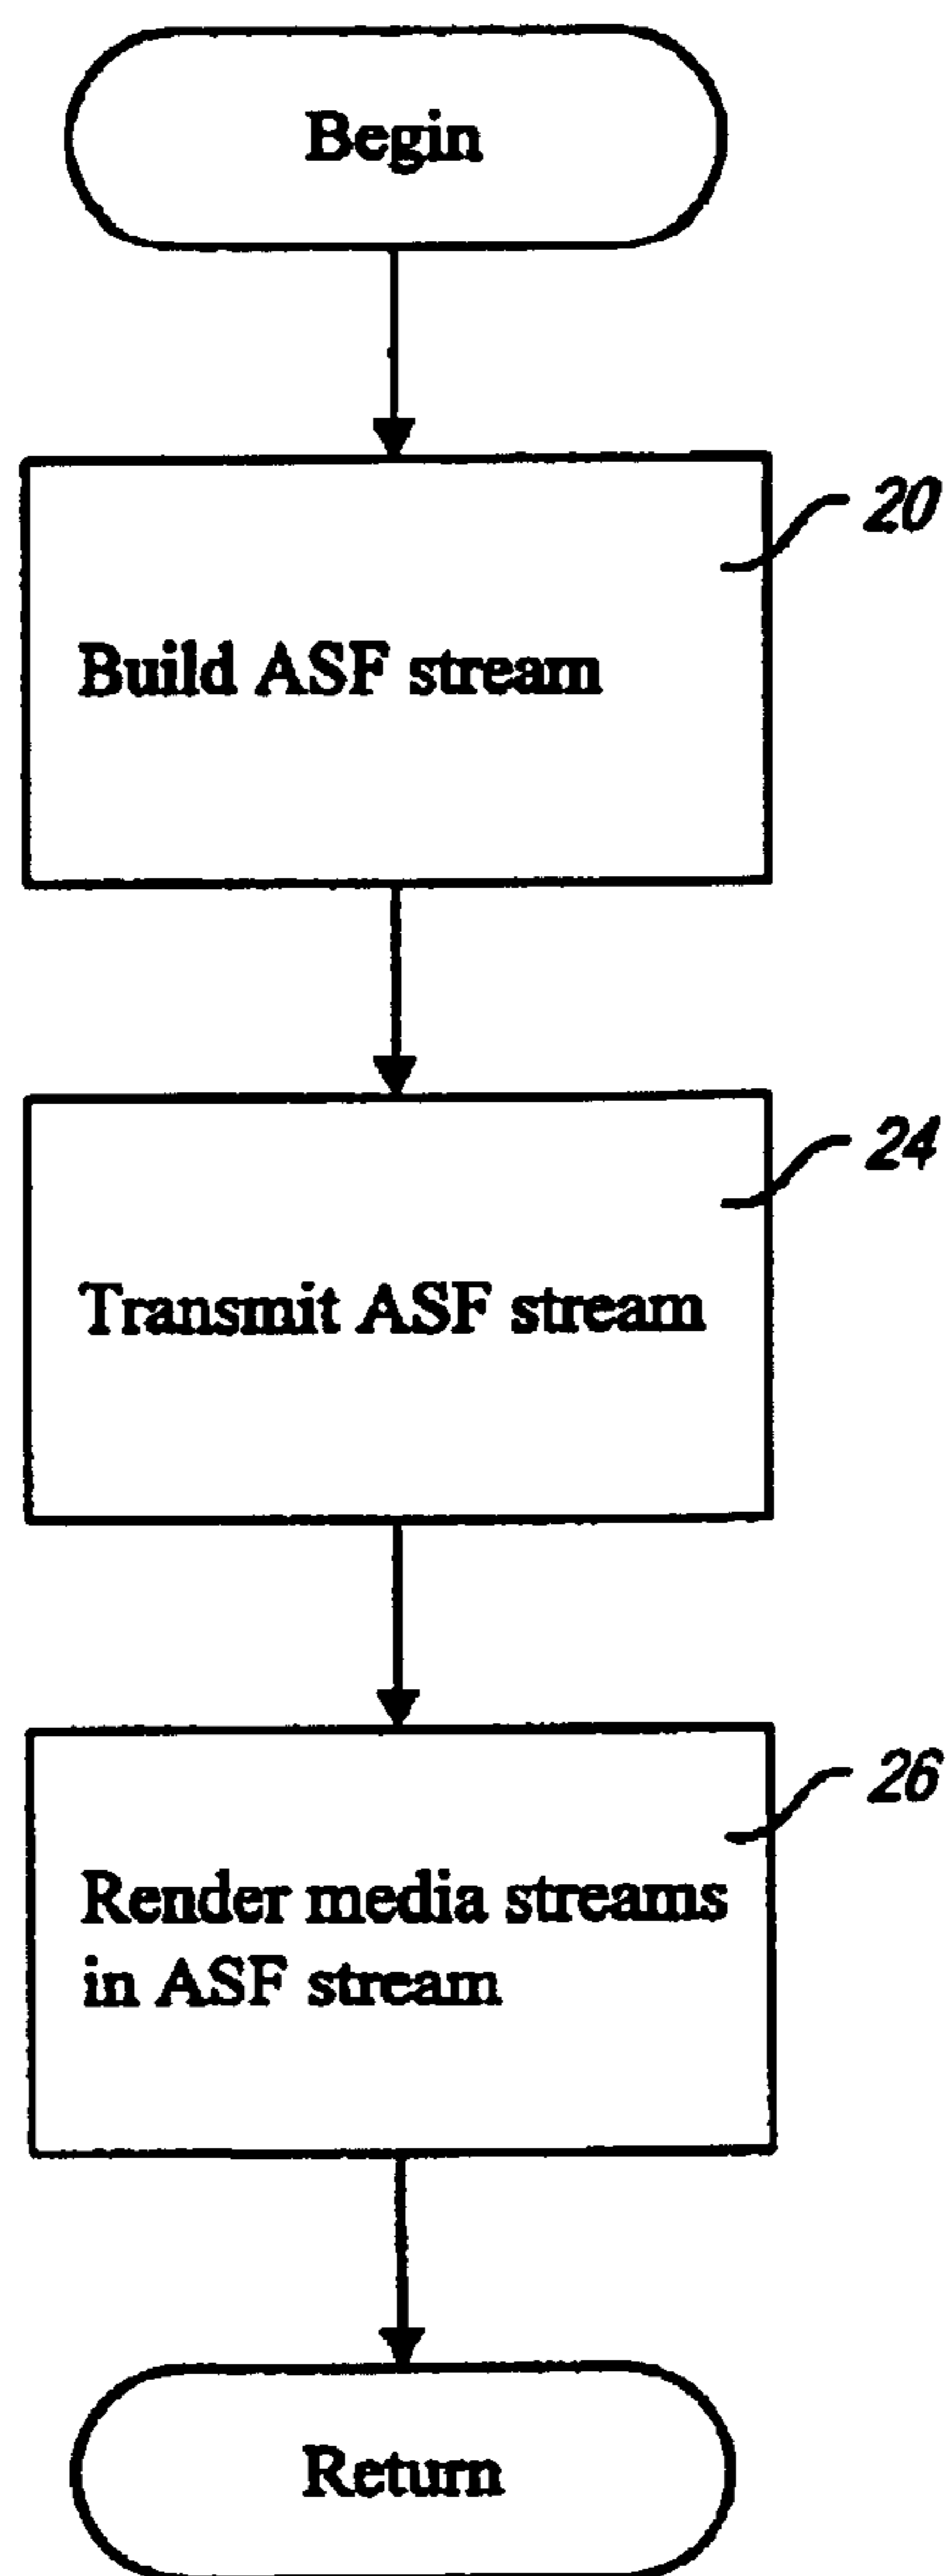 Begin
20
Build ASF stream
24
Transmit ASF stream
26
Render media streams
in ASF stream
Return